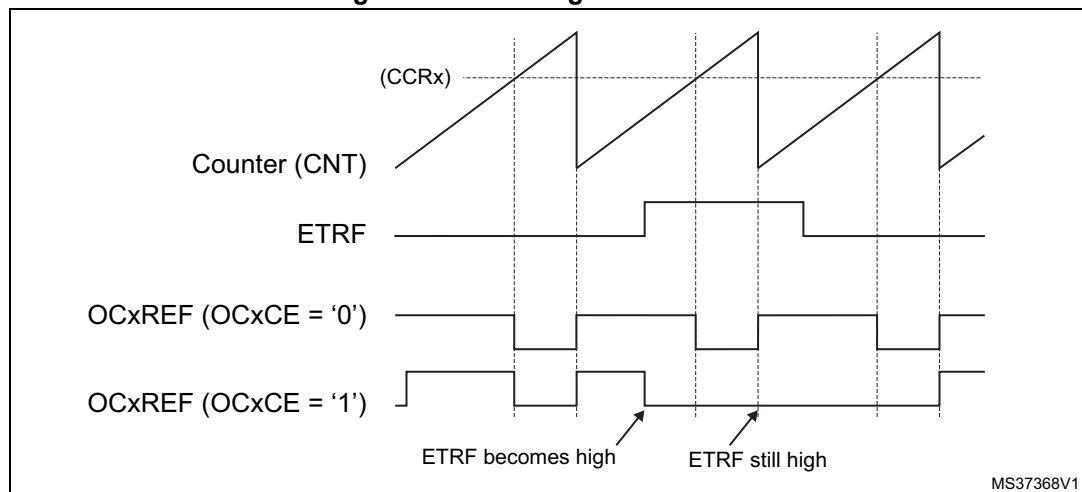 (CCRx)
Counter (CNT)
ETRF
OCxREF (OCxCE = ‘0’)
OCxREF (OCxCE = ‘1’)
ETRF becomes high
ETRF still high
MS37368V1